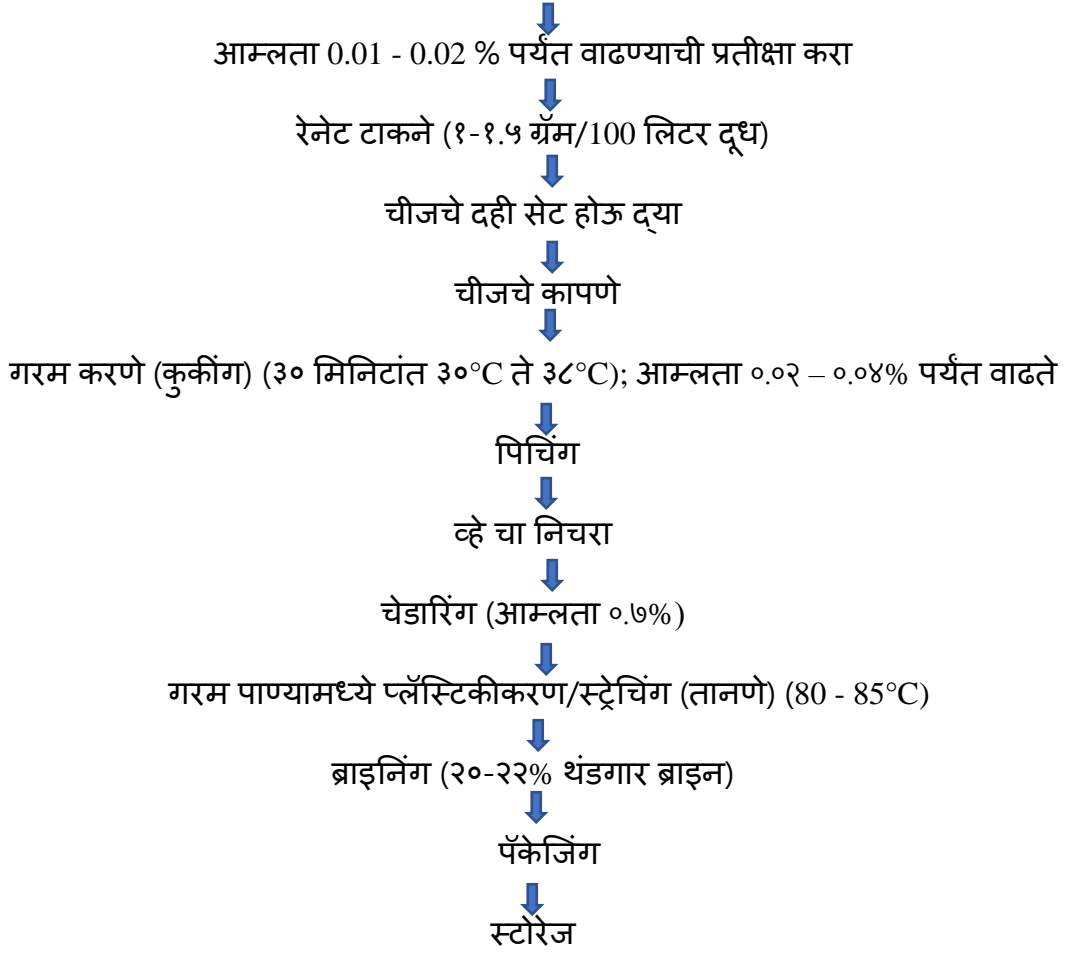 आम्लता 0.01 - 0.02 % पर्यंत वाढण्याची प्रतीक्षा करा
रेनेट टाकने (१-१.५ ग्रॅम/100 लिटर दूध)
चीजचे दही सेट होऊ द्‌या
चीजचे कापणे
गरम करणे (कुकींग) (३० मिनिटांत ३०°C ते ३८°C); आम्लता ०.०२ – ०.०४% पर्यंत वाढते
पिचिंग
व्हे चा निचरा
चेडारिंग (आम्लता ०.७%)
गरम पाण्यामध्ये प्लॅस्टिकीकरण/स्ट्रेचिंग (तानणे) (80 - 85°C)
ब्राइनिंग (२०-२२% थंडगार ब्राइन)
पॅकेजिंग
स्टोरेज